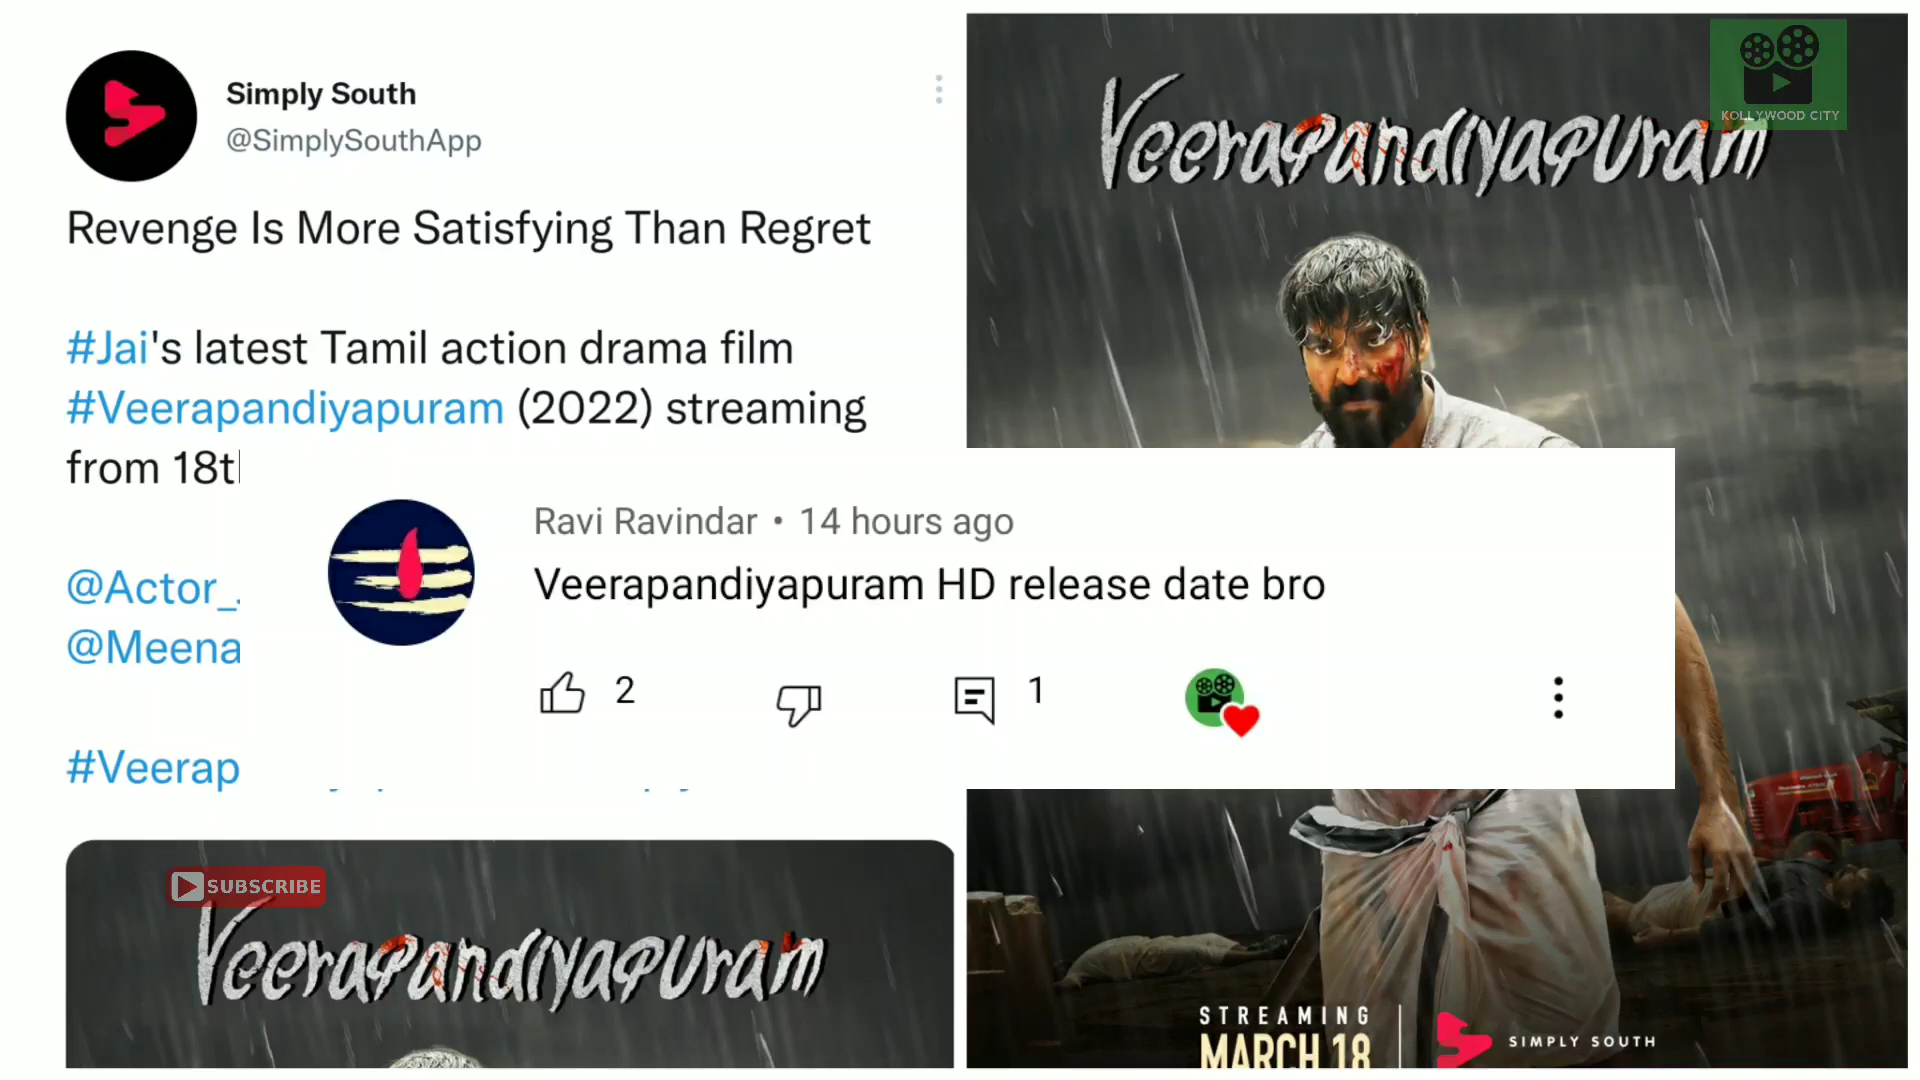 Simply South
@SimplySouthApp
Revenge Is More Satisfying Than Regret
#Jai's latest Tamil action drama film
#Veerapandiyapuram (2022) streaming
from
@Actor_
@Meena
#Veerap
SUBSCRIBE
Veerapandiyapuram
KOLLYWOOD CITY
Veerapandiyapuram
Ravi Ravindar • 14 hours ago
Veerapandiyapuram HD release date bro
2
1
STREAMING
MARCH 18
SIMPLY SOUTH